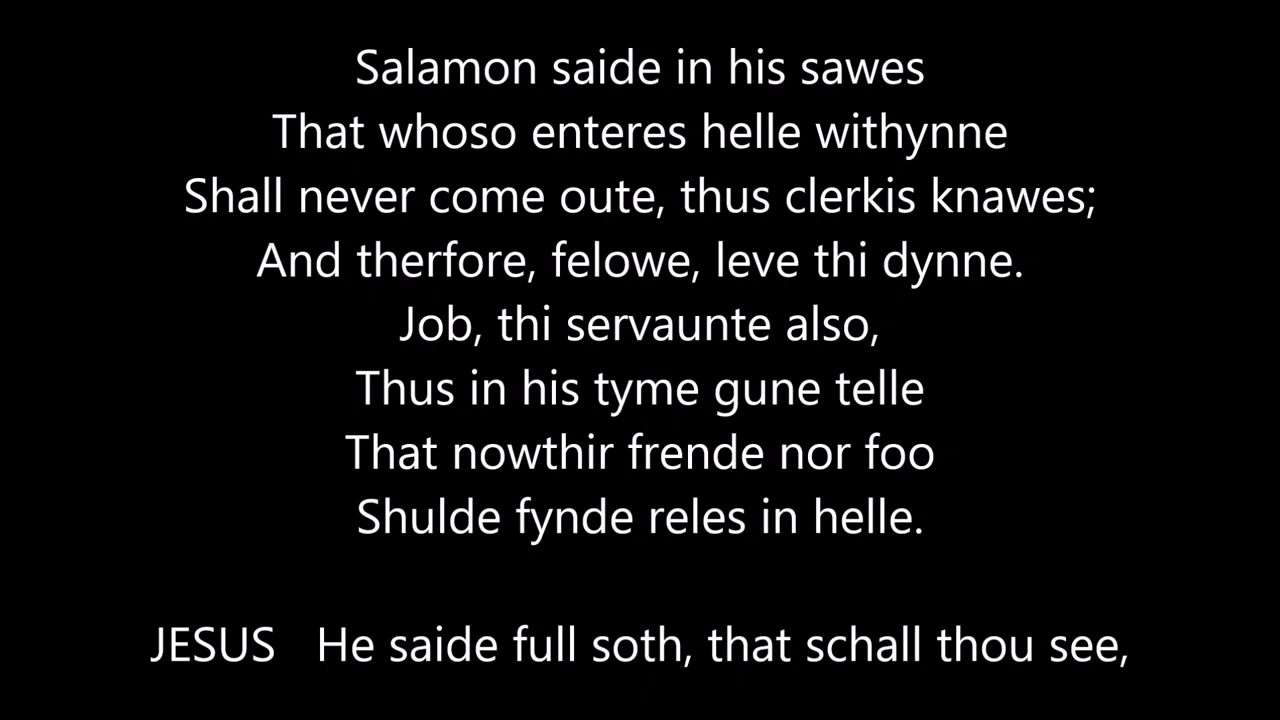 Salamon saide in his sawes
That whoso enteres helle withynne
Shall never come oute, thus clerkis knawes;
And therfore, felowe, leve thi dynne.
Job, thi servaunte also,
Thus in his tyme gune telle
That nowthir frende nor foo
Shulde fynde reles in helle.
JESUS He saide full soth, that schall thou see,